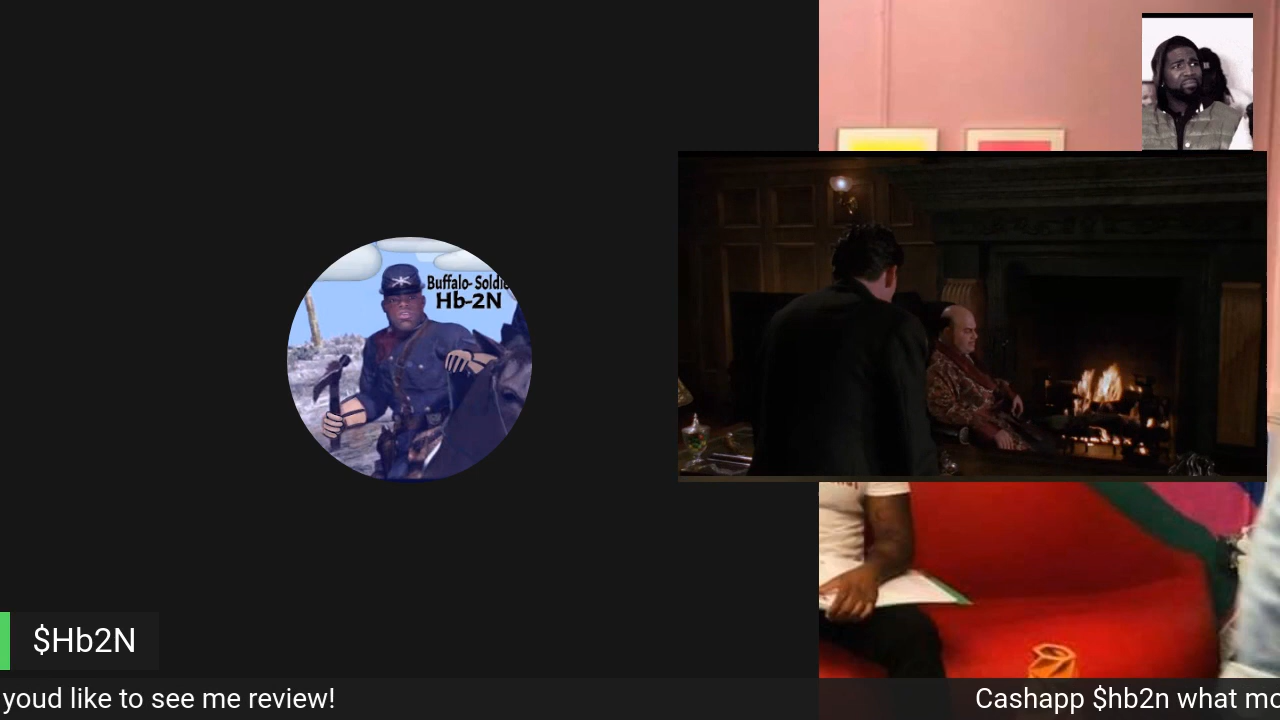 Buffalo- Soldie
Hb-2N
$Hb2N
youd like to see me review!
Cashapp $hb2n what mo